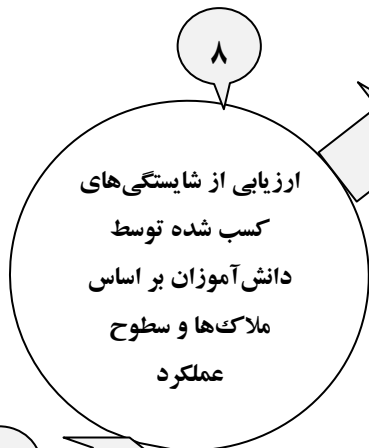 ۸
ارزیابی از شایستگی‌های
کسب شده توسط
دانش‌آموزان بر اساس
ملاک‌ها و سطوح
عملکرد